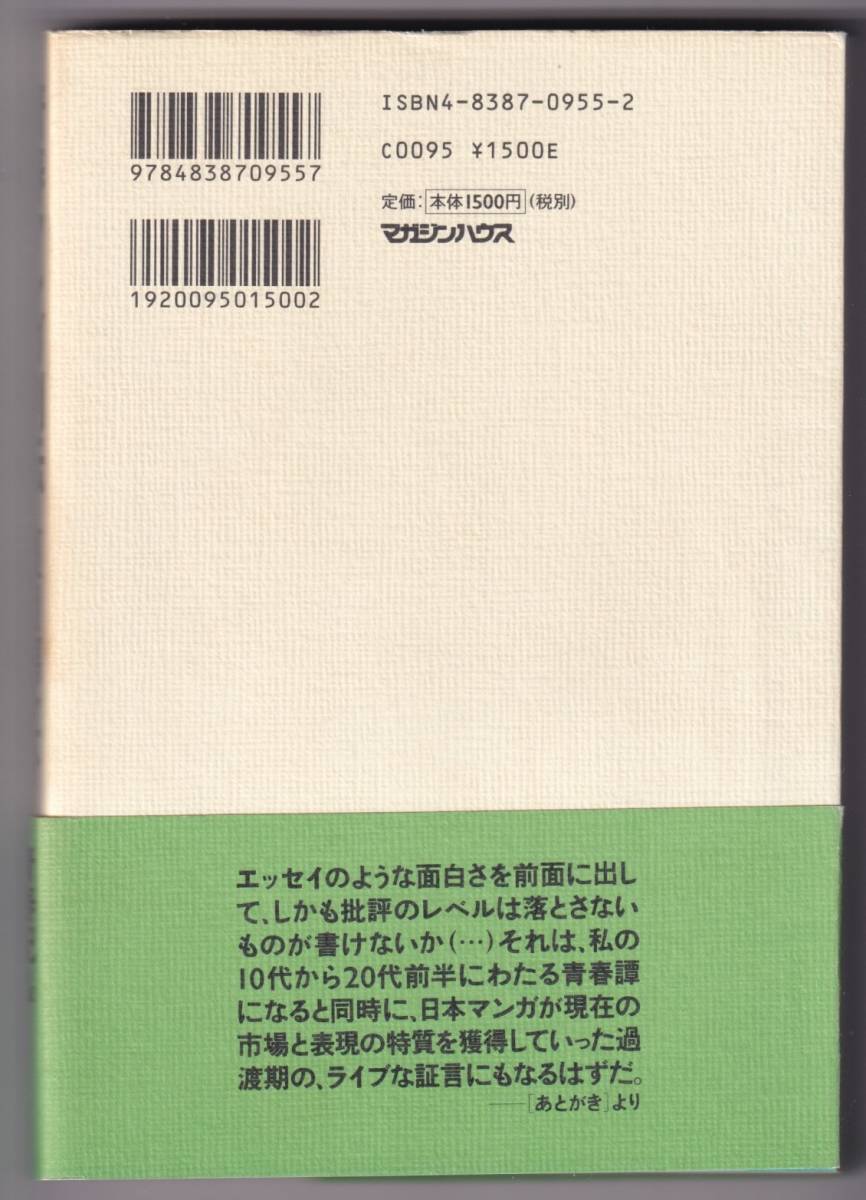 ISBN4-8387-0955-2
C0095 ¥1500E
9784838709557
定価: 本体1500円 (税別)
マガジンハウス
1920095015002
エッセイのような面白さを前面に出し
て、しかも批評のレベルは落とさない
ものが書けないか(…)それは、私の
10代から20代前半にわたる青春譚
になると同時に、日本マンガが現在の
市場と表現の特質を獲得していった過
渡期の、ライブな証言にもなるはずだ。
──[あとがき]より